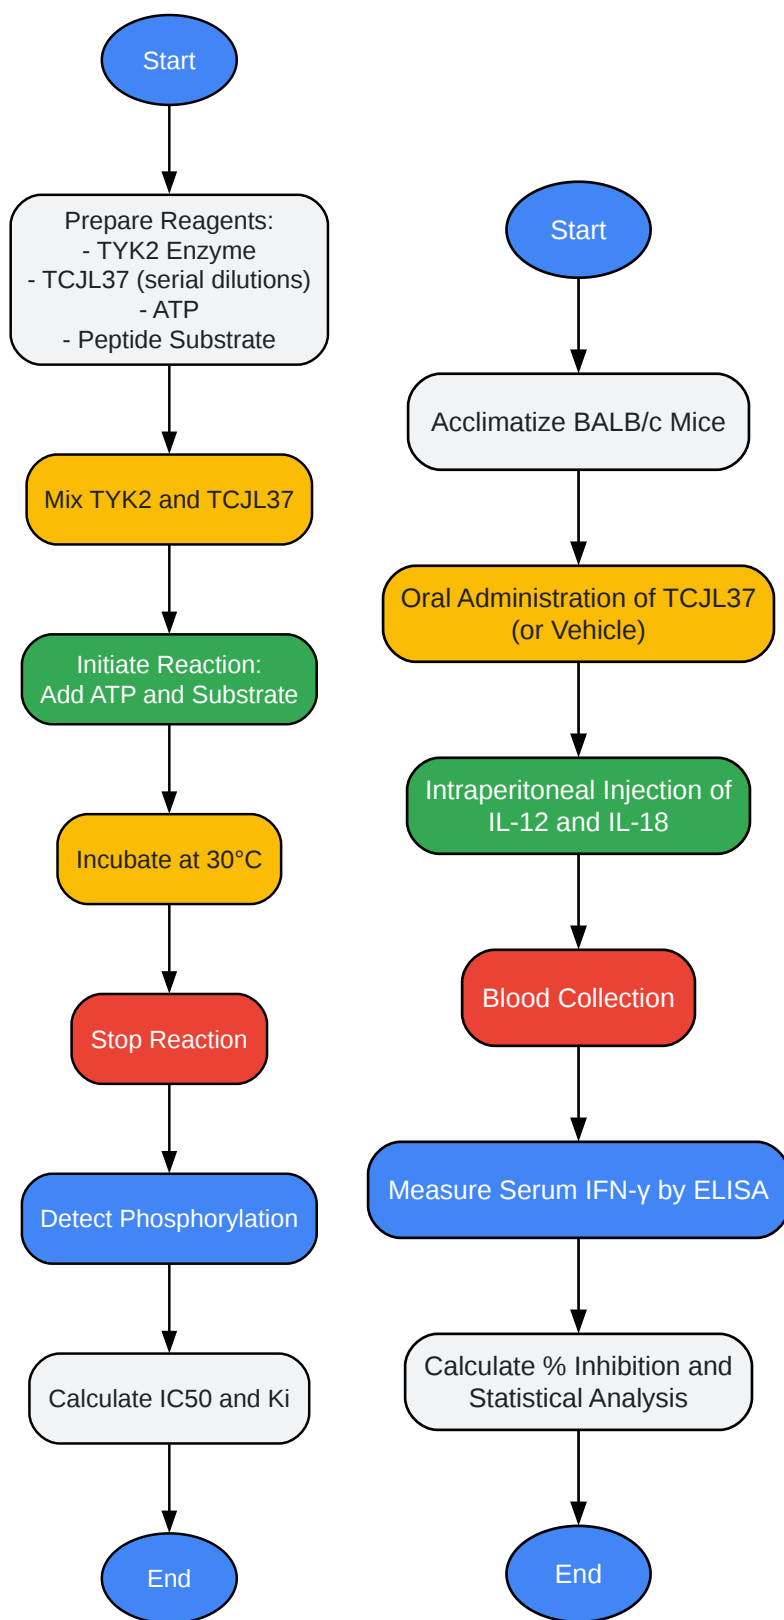 Start
Prepare Reagents:
- TYK2 Enzyme
- TCJL37 (serial dilutions)
- ATP
- Peptide Substrate
Mix TYK2 and TCJL37
Initiate Reaction:
Add ATP and Substrate
Incubate at 30°C
Stop Reaction
Detect Phosphorylation
Calculate IC50 and Ki
End
Start
Acclimatize BALB/c Mice
Oral Administration of TCJL37
(or Vehicle)
Intraperitoneal Injection of
IL-12 and IL-18
Blood Collection
Measure Serum IFN-γ by ELISA
Calculate % Inhibition and
Statistical Analysis
End